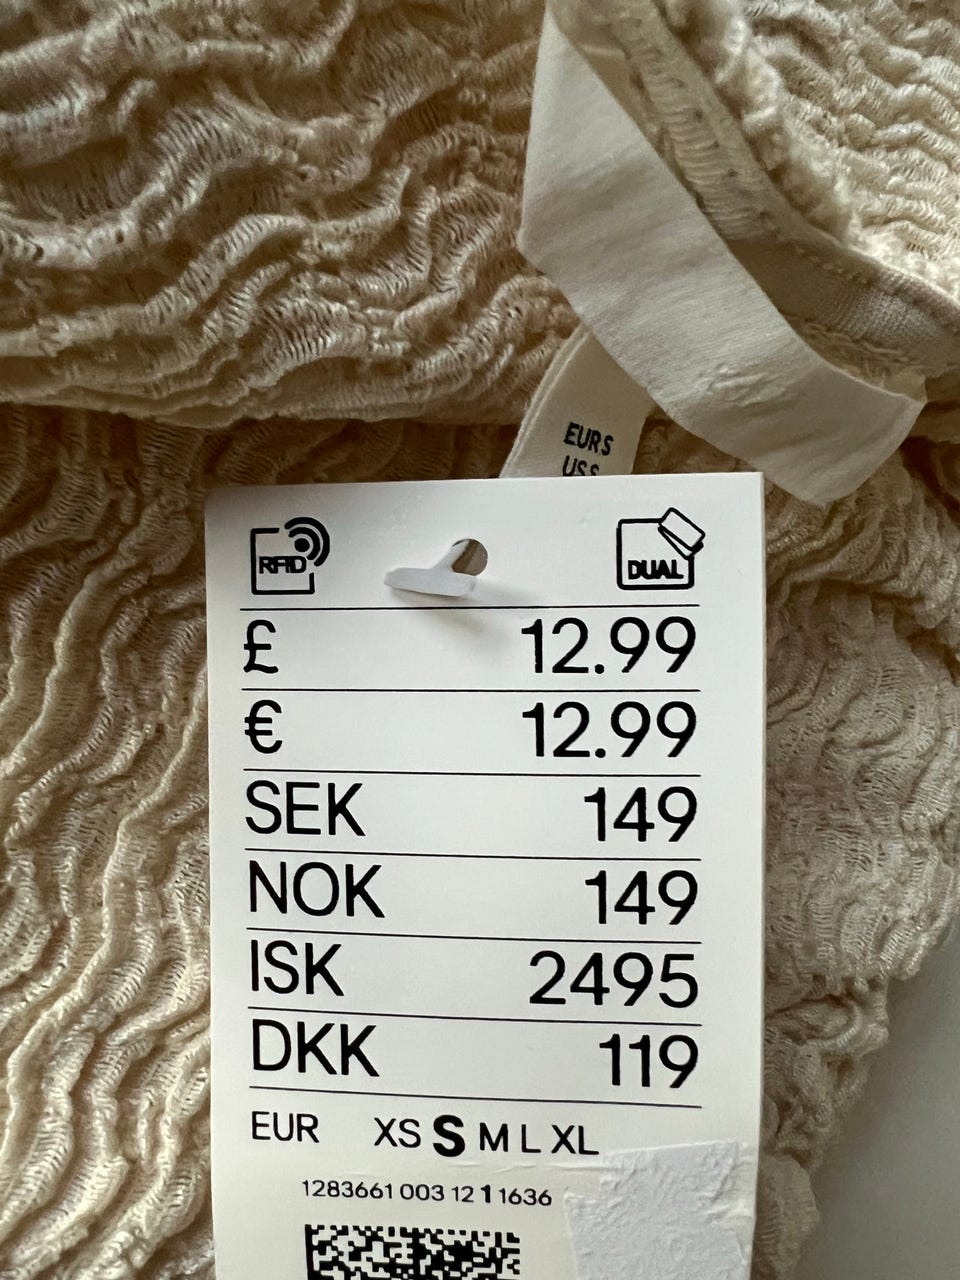 EUR S
US S
RFID
DUAL
£ 12.99
€ 12.99
SEK 149
NOK 149
ISK 2495
DKK 119
EUR XS S M L XL
1283661 003 12 1 1636